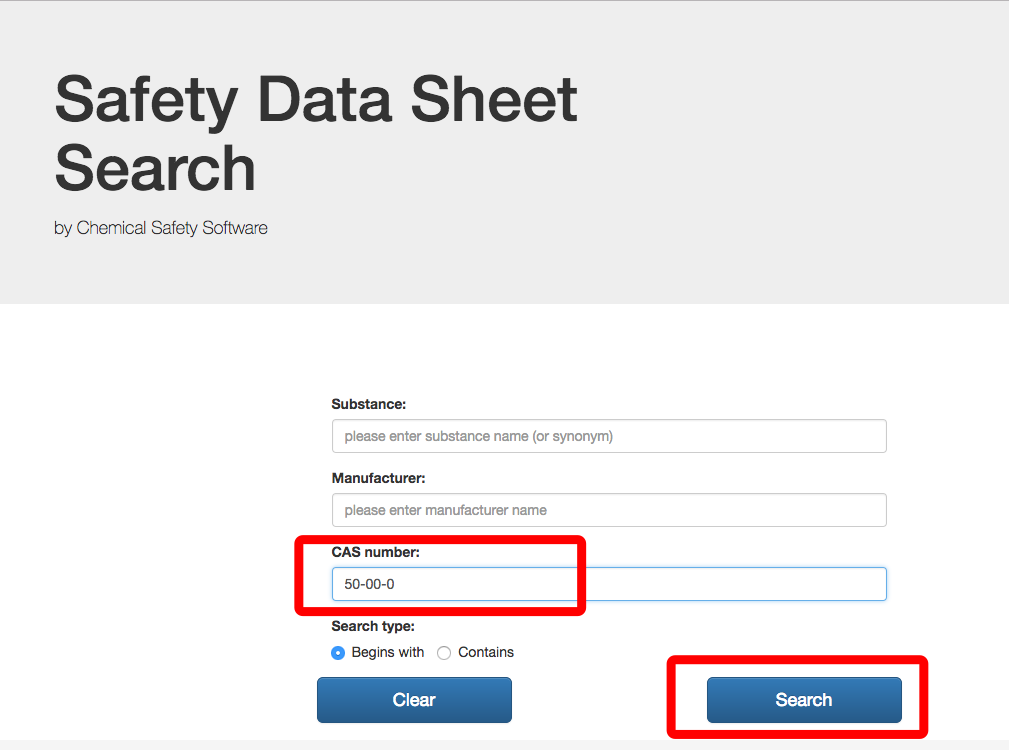 Safety Data Sheet
Search
by Chemical Safety Software
Substance:
please enter substance name (or synonym)
Manufacturer:
please enter manufacturer name
CAS number:
50-00-0
Search type:
Begins with Contains
Clear Search